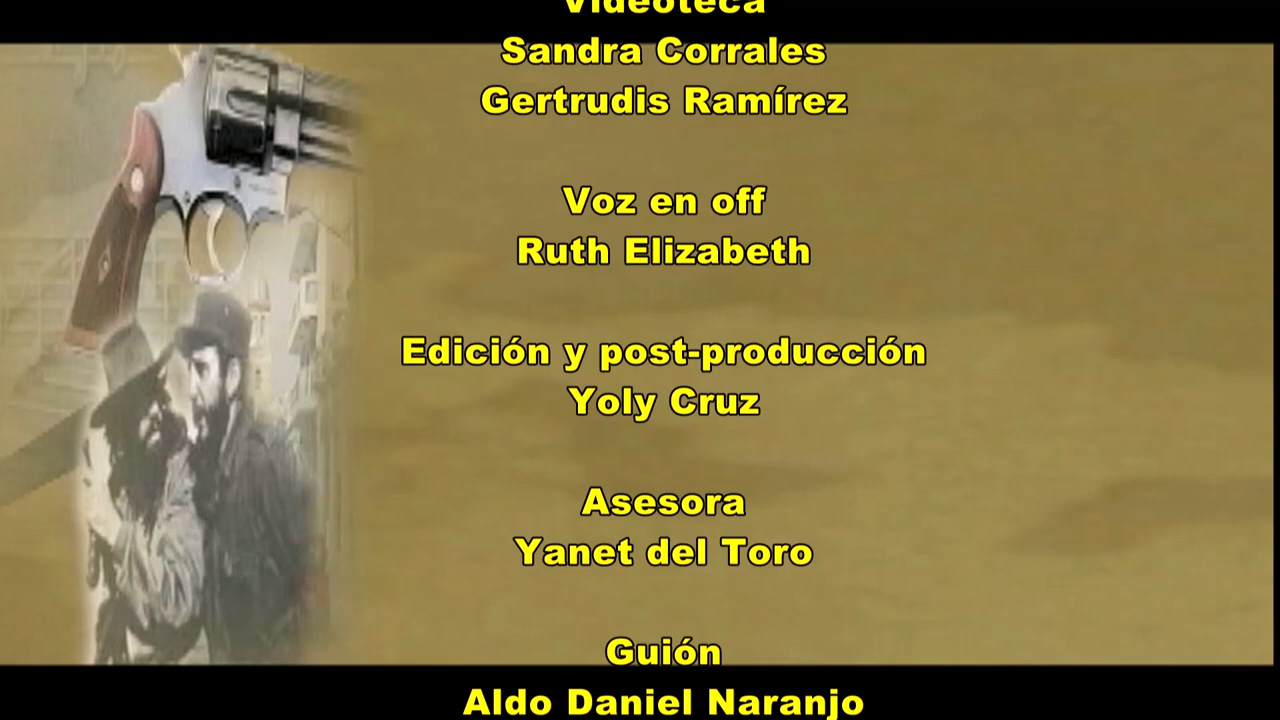 Videoteca
Sandra Corrales
Gertrudis Ramírez
Voz en off
Ruth Elizabeth
Edición y post-producción
Yoly Cruz
Asesora
Yanet del Toro
Guión
Aldo Daniel Naranjo